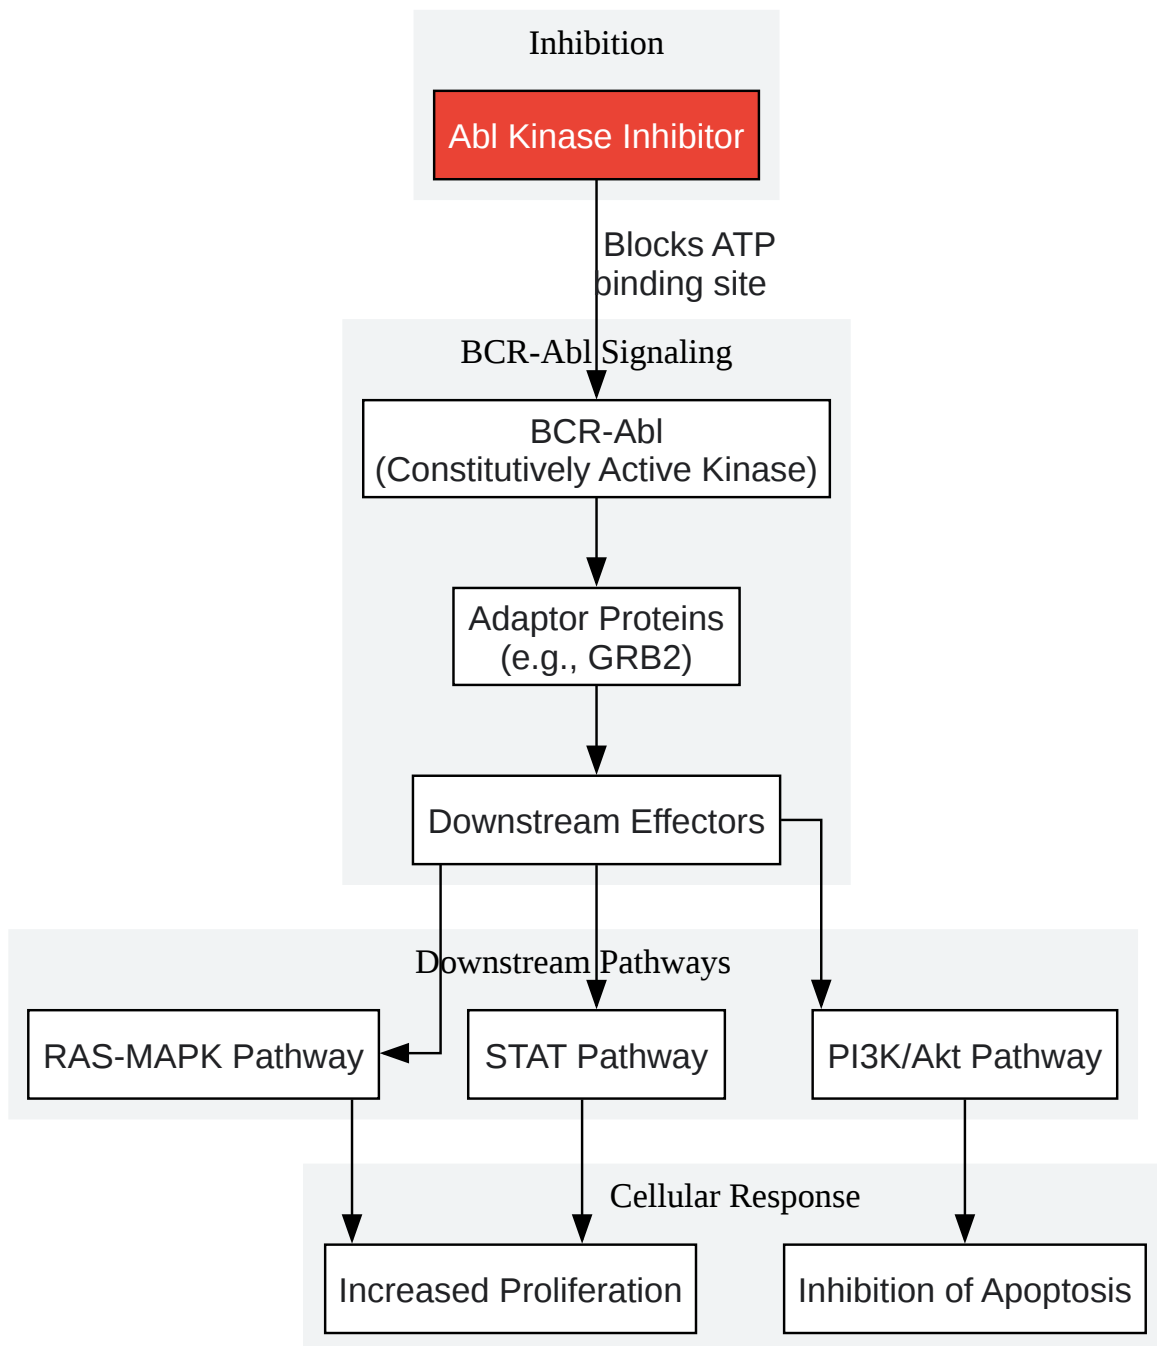 Inhibition
Abl Kinase Inhibitor
Blocks ATP
binding site
BCR-Abl Signaling
BCR-Abl
(Constitutively Active Kinase)
Adaptor Proteins
(e.g., GRB2)
Downstream Effectors
Downstream Pathways
RAS-MAPK Pathway
STAT Pathway
PI3K/Akt Pathway
Cellular Response
Increased Proliferation
Inhibition of Apoptosis